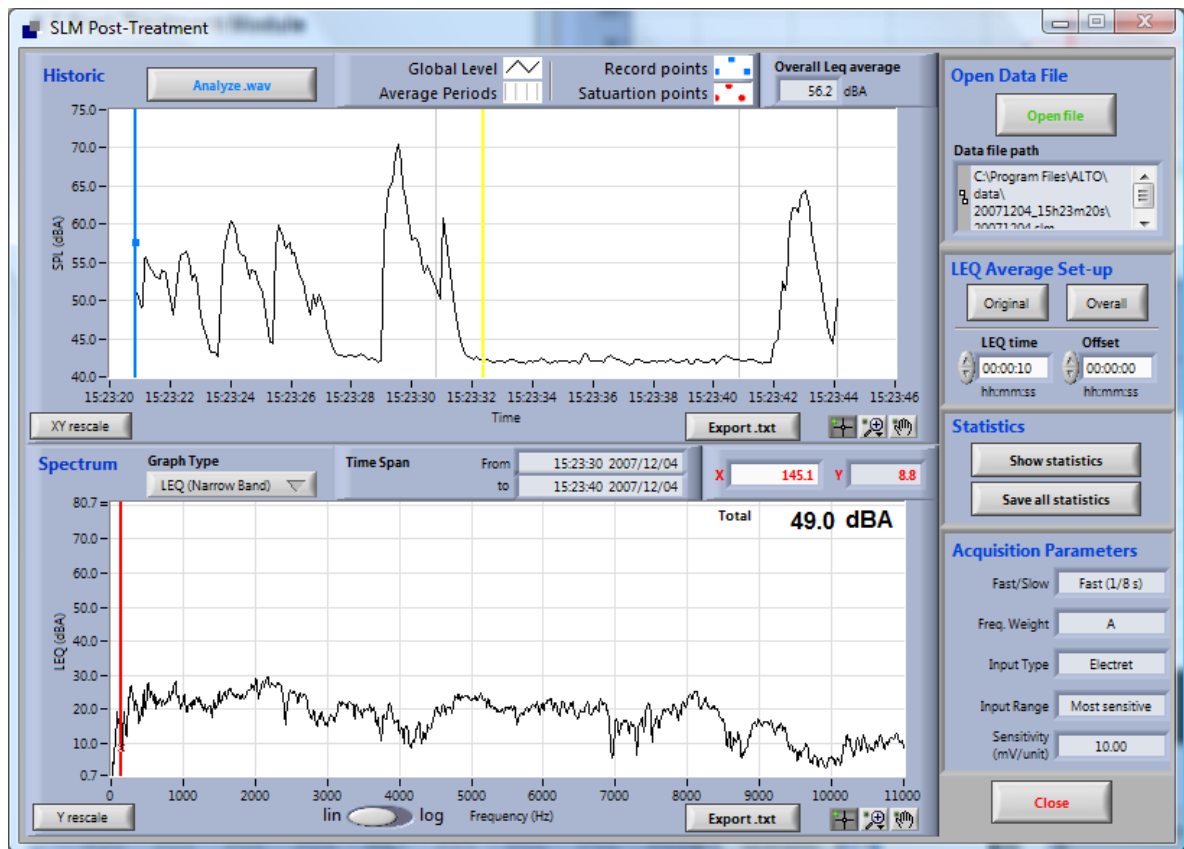 SLM Post-Treatment
Historic
Analyze .wav
Global Level
Average Periods
Record points
Satuartion points
Overall Leq average
56.2 dBA
75.0
70.0
65.0
60.0
55.0
50.0
45.0
40.0
SPL (dBA)
15:23:20 15:23:22 15:23:24 15:23:26 15:23:28 15:23:30 15:23:32 15:23:34 15:23:36 15:23:38 15:23:40 15:23:42 15:23:44 15:23:46
Time
XY rescale
Export .txt
Spectrum
Graph Type
LEQ (Narrow Band)
Time Span
From 15:23:30 2007/12/04
to 15:23:40 2007/12/04
X 145.1 Y 8.8
Total 49.0 dBA
80.7
70.0
60.0
50.0
40.0
30.0
20.0
10.0
0.7
LEQ (dBA)
0 1000 2000 3000 4000 5000 6000 7000 8000 9000 10000 11000
Y rescale
lin log
Frequency (Hz)
Export .txt
Open Data File
Open file
Data file path
C:\Program Files\ALTO\
data\
20071204_15h23m20s\
20071204.slm
LEQ Average Set-up
Original Overall
LEQ time Offset
00:00:10 00:00:00
hh:mm:ss hh:mm:ss
Statistics
Show statistics
Save all statistics
Acquisition Parameters
Fast/Slow Fast (1/8 s)
Freq. Weight A
Input Type Electret
Input Range Most sensitive
Sensitivity
(mV/unit) 10.00
Close